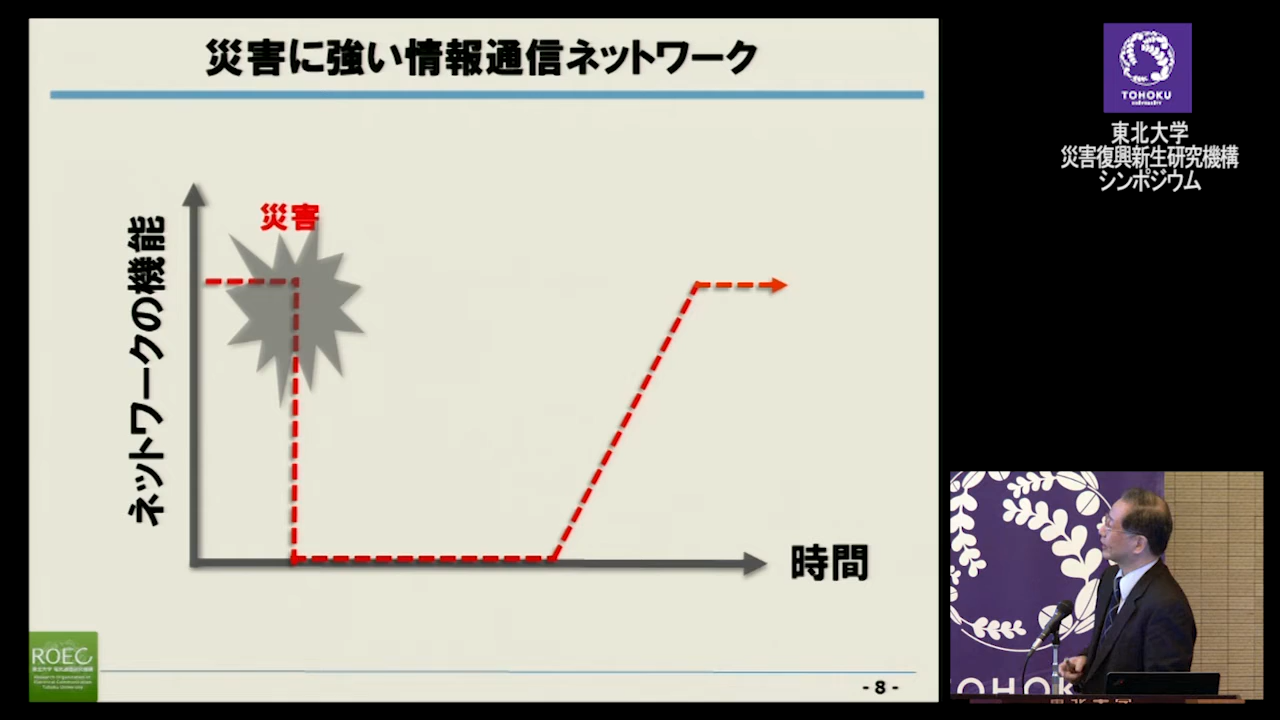 災害に強い情報通信ネットワーク
災害
ネットワークの機能
時間
ROEC
- 8 -
TOHOKU
UNIVERSITY
東北大学
災害復興新生研究機構
シンポジウム
OHOK